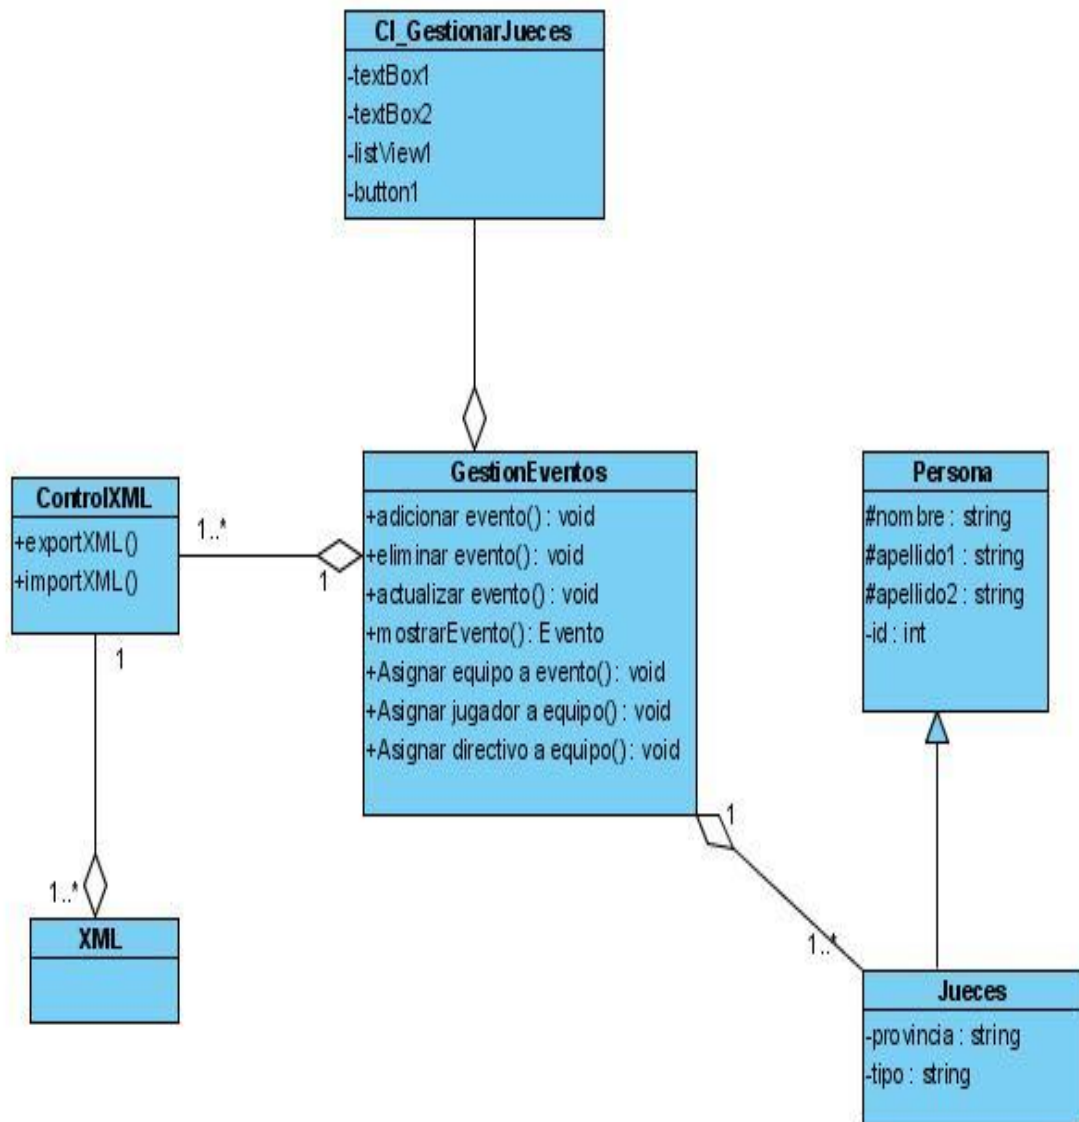 CI_GestionarJueces
-textBox1
-textBox2
-listView1
-button1
GestionEventos
+adicionar evento() : void
+eliminar evento() : void
+actualizar evento() : void
+mostrarEvento() : Evento
+Asignar equipo a evento() : void
+Asignar jugador a equipo() : void
+Asignar directivo a equipo() : void
ControlXML
+exportXML()
+importXML()
1..*
1
1
1..*
XML
Persona
#nombre : string
#apellido1 : string
#apellido2 : string
-id : int
1
1..*
Jueces
-provincia : string
-tipo : string